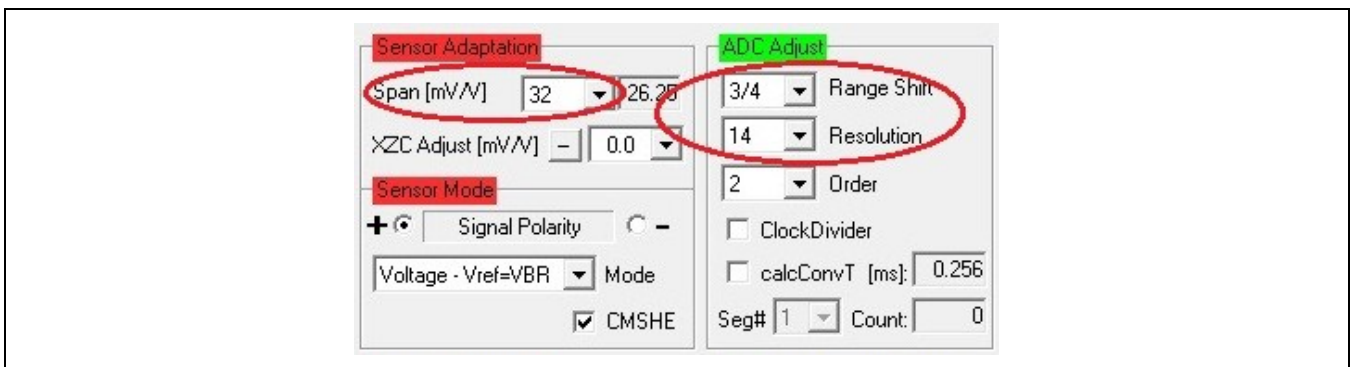 Sensor Adaptation
Span [mV/V] 32 26.25
XZC Adjust [mV/V] – 0.0
Sensor Mode
+ Signal Polarity –
Voltage - Vref=VBR Mode
CMSHE
ADC Adjust
3/4 Range Shift
14 Resolution
2 Order
ClockDivider
calcConvT [ms]: 0.256
Seg# 1 Count: 0